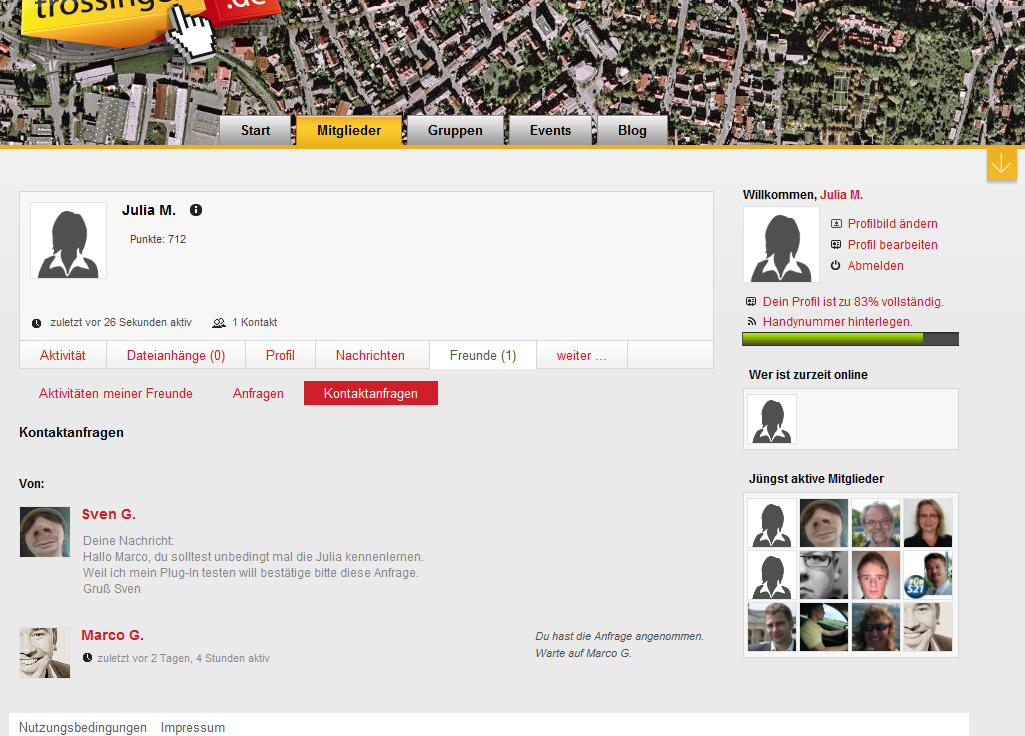 trossinge
.de
Start
Mitglieder
Gruppen
Events
Blog
Julia M.
Punkte: 712
zuletzt vor 26 Sekunden aktiv
1 Kontakt
Aktivität
Dateianhänge (0)
Profil
Nachrichten
Freunde (1)
weiter ...
Aktivitäten meiner Freunde
Anfragen
Kontaktanfragen
Kontaktanfragen
Von:
Sven G.
Deine Nachricht:
Hallo Marco, du solltest unbedingt mal die Julia kennenlernen.
Weil ich mein Plug-In testen will bestätige bitte diese Anfrage.
Gruß Sven
Marco G.
zuletzt vor 2 Tagen, 4 Stunden aktiv
Du hast die Anfrage angenommen.
Warte auf Marco G.
Willkommen, Julia M.
Profilbild ändern
Profil bearbeiten
Abmelden
Dein Profil ist zu 83% vollständig.
Handynummer hinterlegen.
Wer ist zurzeit online
Jüngst aktive Mitglieder
FÜR
S21
Nutzungsbedingungen
Impressum